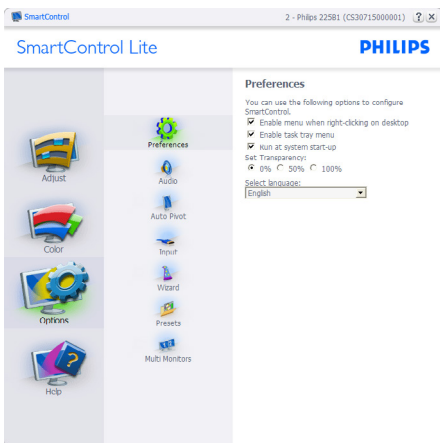 SmartControl
2 - Philips 225B1 (CS30715000001)
SmartControl Lite
PHILIPS
Adjust
Color
Options
Help
Preferences
Audio
Auto Pivot
Input
Wizard
Presets
Multi Monitors
Preferences
You can use the following options to configure
SmartControl.
Enable menu when right-clicking on desktop
Enable task tray menu
Run at system start-up
Set Transparency:
0% 50% 100%
Select language:
English